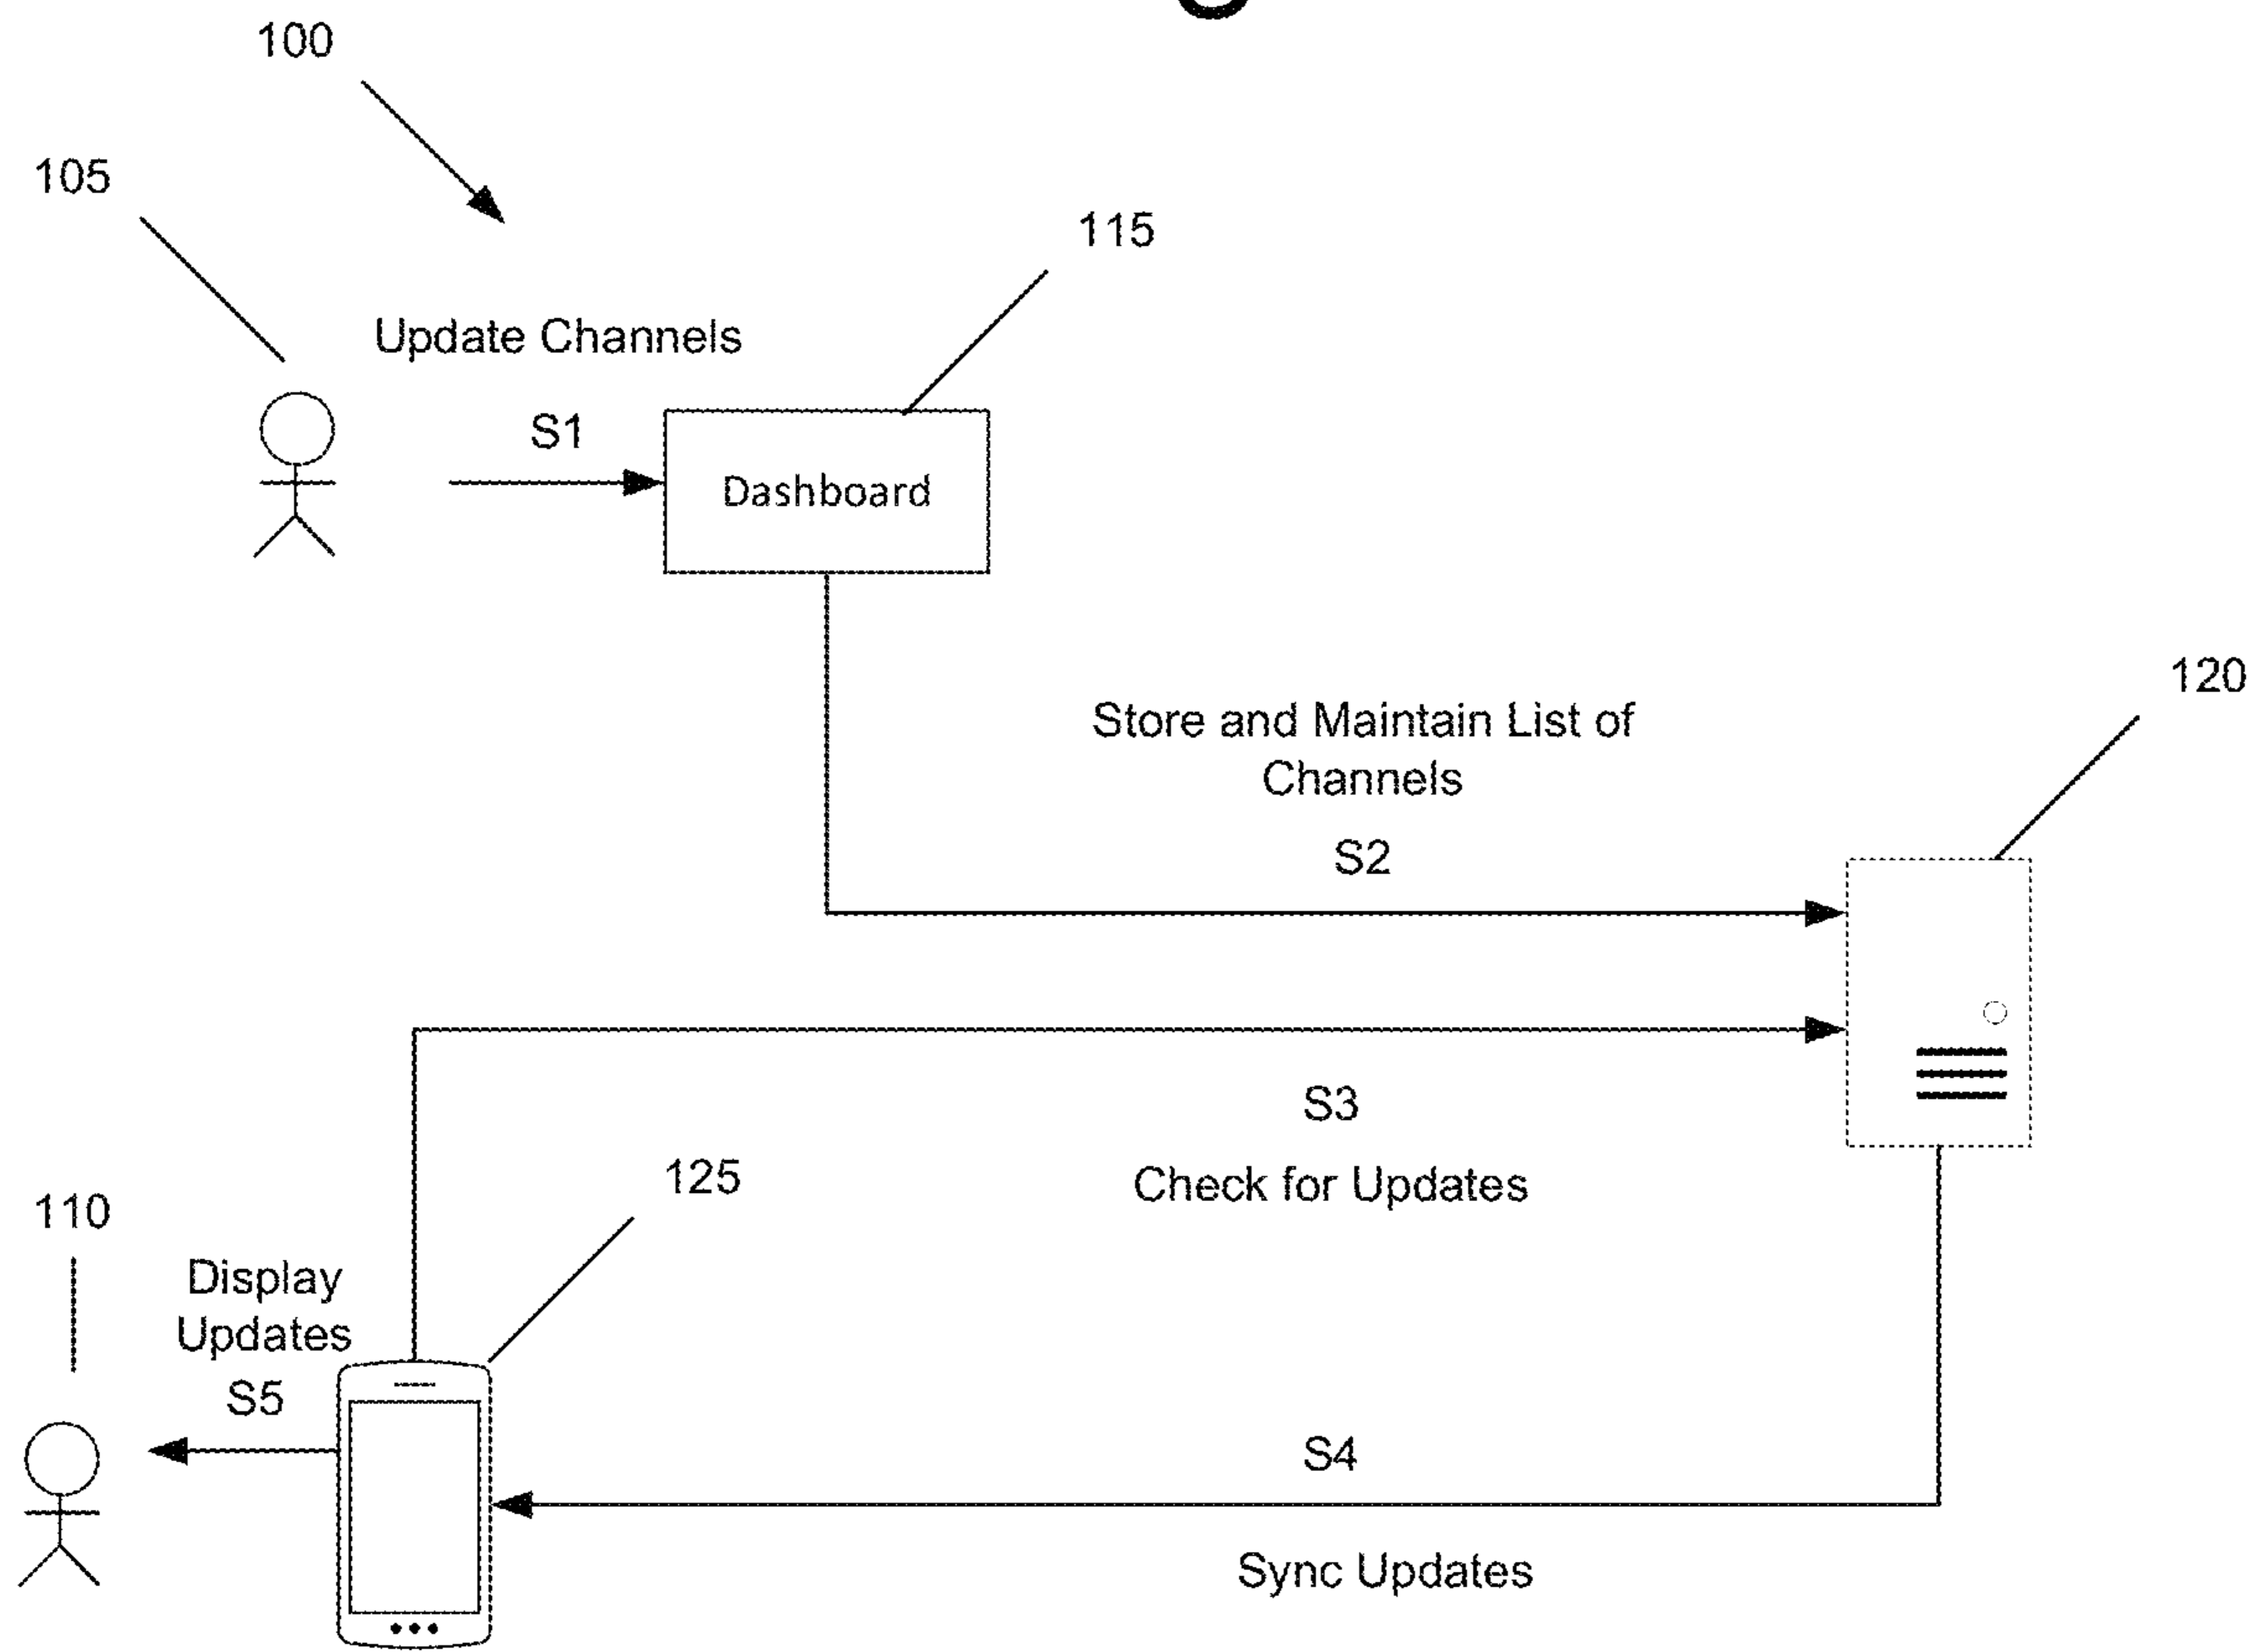 100
105
115
Update Channels
S1
Dashboard
120
Store and Maintain List of
Channels
S2
S3
Check for Updates
125
110
Display
Updates
S5
S4
Sync Updates